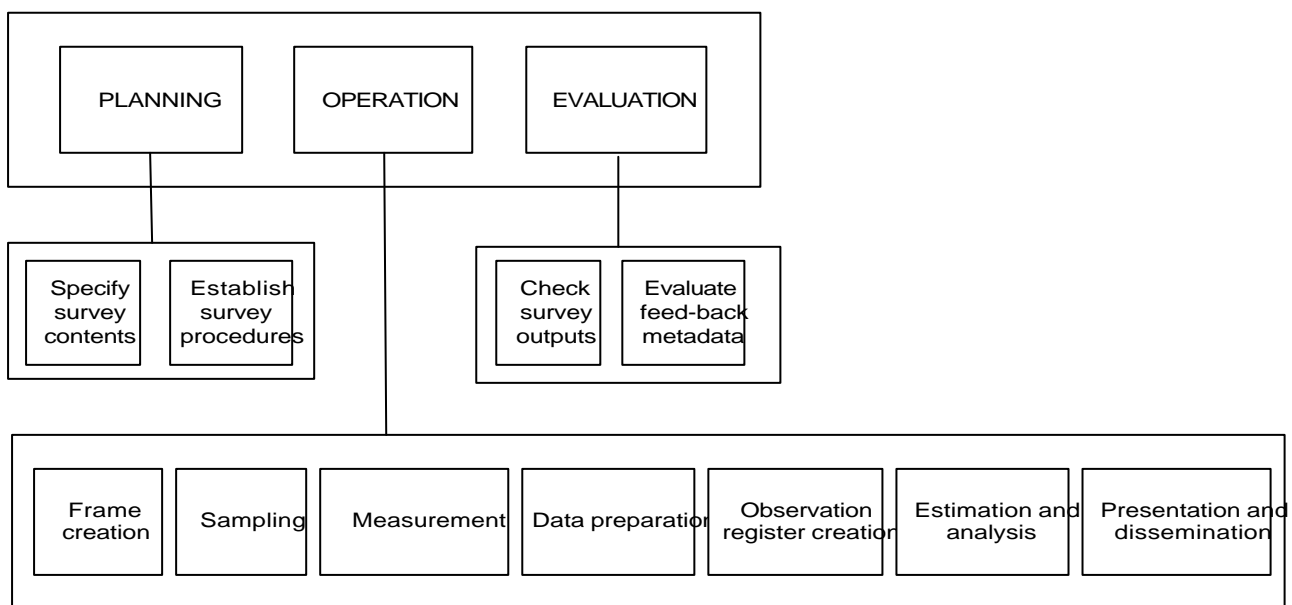 PLANNING
OPERATION
EVALUATION
Specify
survey
contents
Establish
survey
procedures
Check
survey
outputs
Evaluate
feed-back
metadata
Frame
creation
Sampling
Measurement
Data preparation
Observation
register creation
Estimation and
analysis
Presentation and
dissemination